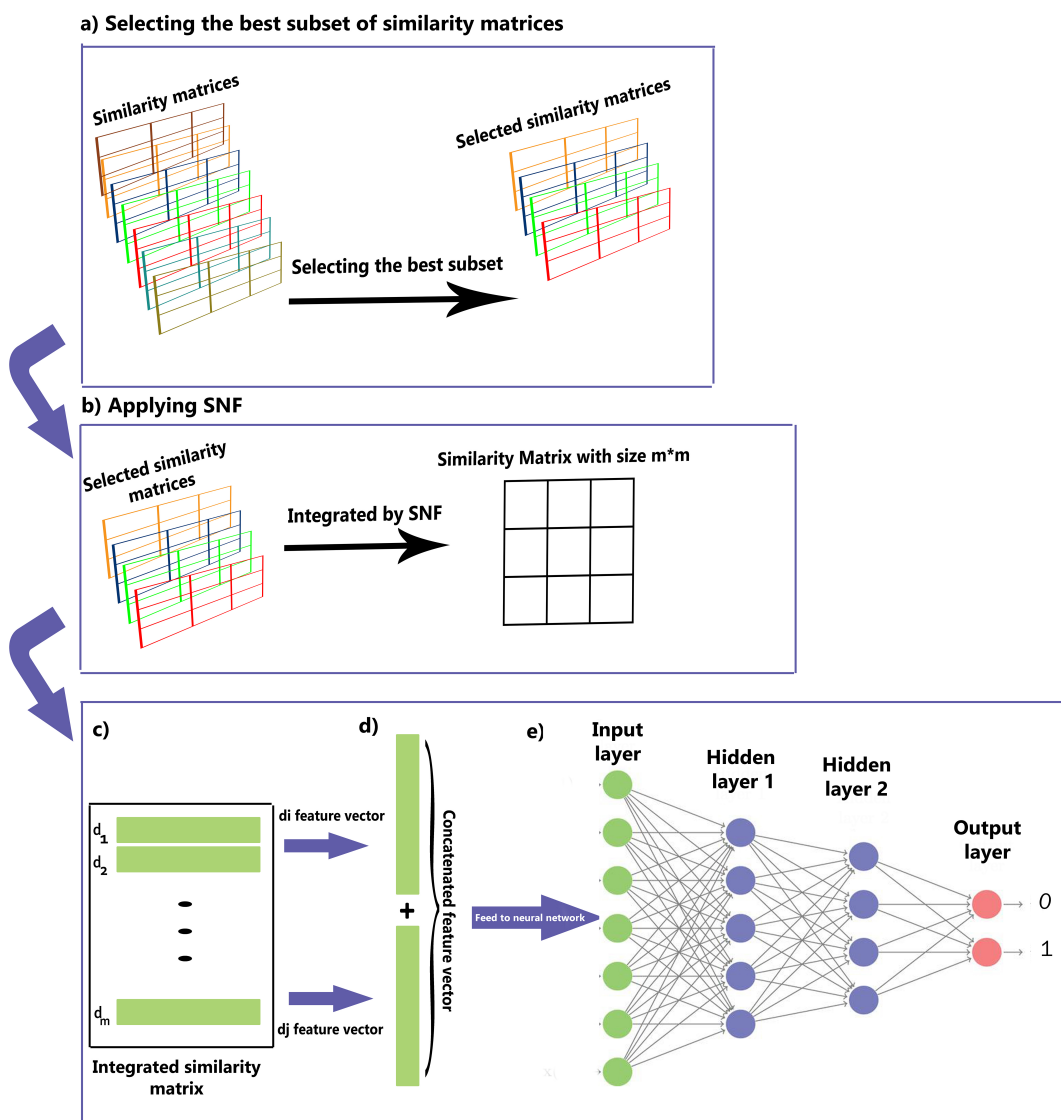 a) Selecting the best subset of similarity matrices
Similarity matrices
Selected similarity matrices
Selecting the best subset
b) Applying SNF
Selected similarity
matrices
Integrated by SNF
Similarity Matrix with size m*m
c)
d1
d2
dm
Integrated similarity
matrix
di feature vector
dj feature vector
d)
+
Concatenated feature vector
Feed to neural network
e)
Input
layer
Hidden
layer 1
Hidden
layer 2
Output
layer
0
1